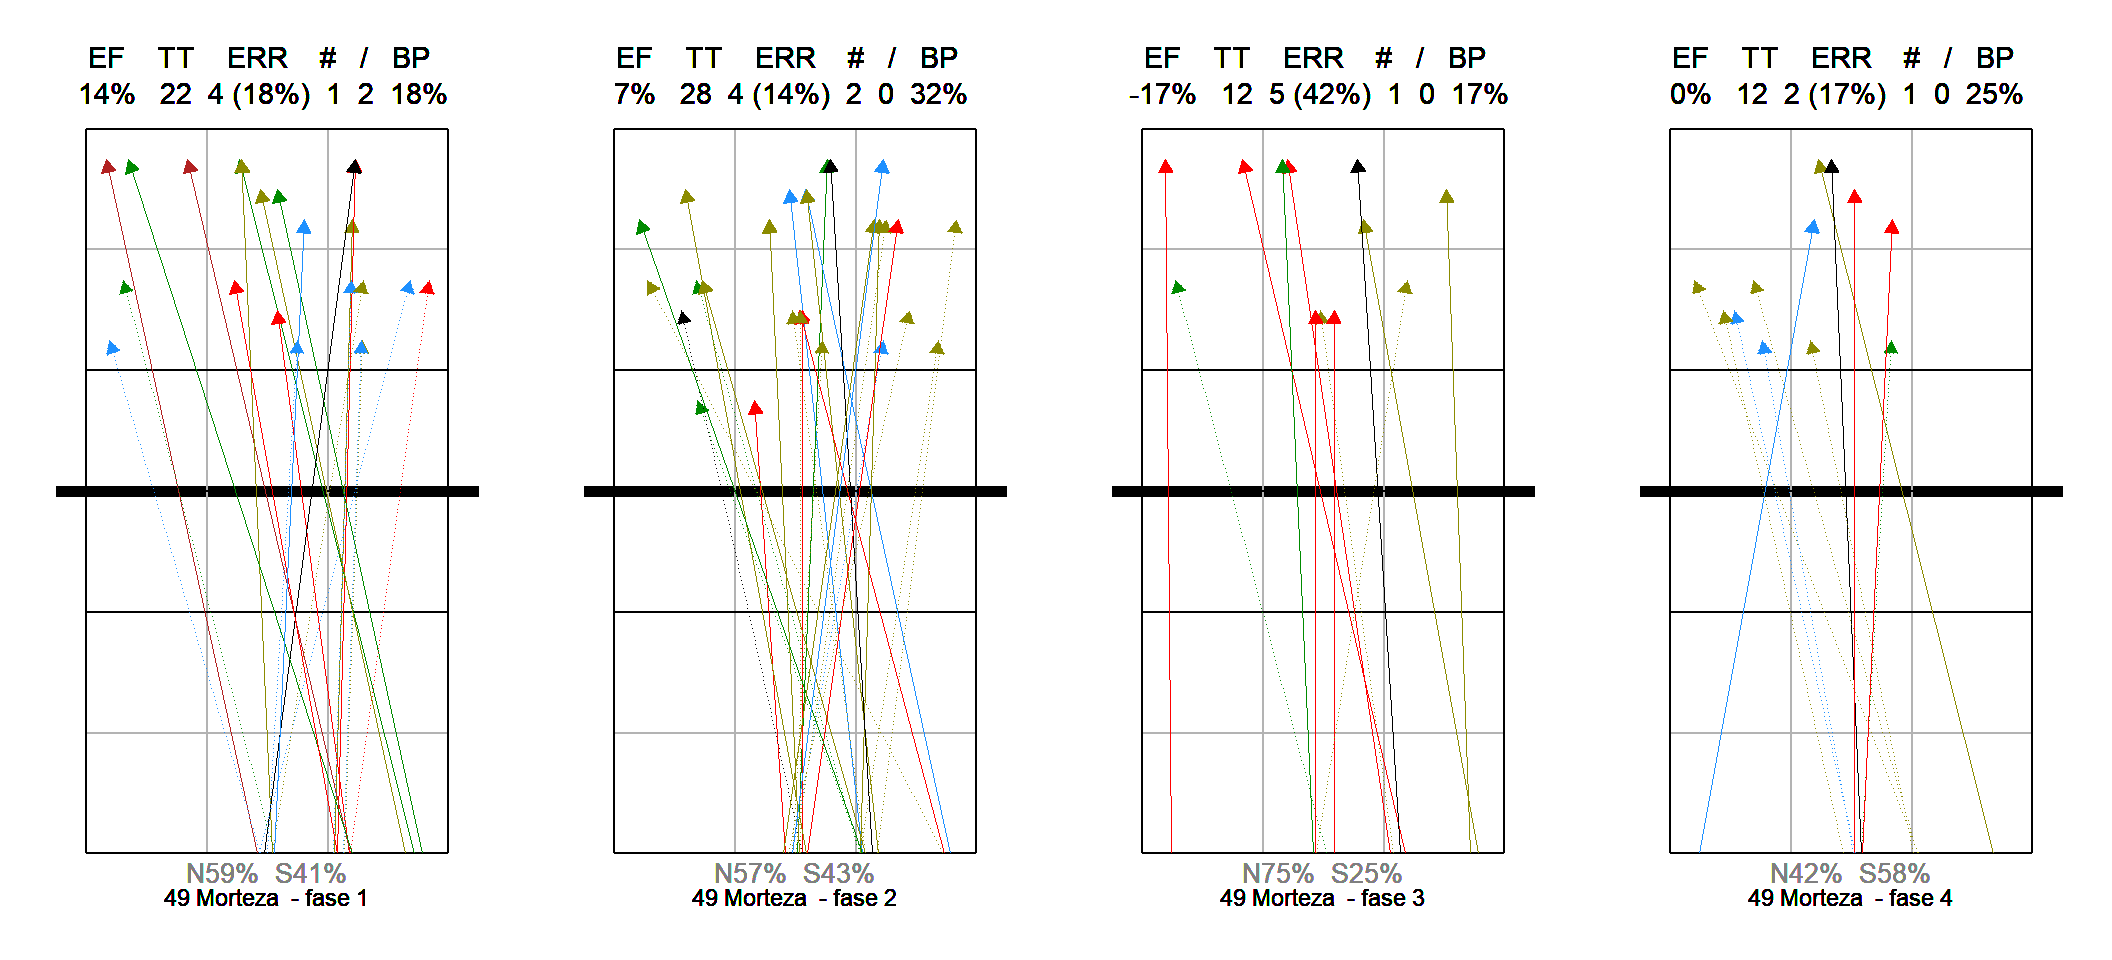 EF TT ERR # / BP
14% 22 4 (18%) 1 2 18%
N59% S41%
49 Morteza - fase 1
EF TT ERR # / BP
7% 28 4 (14%) 2 0 32%
N57% S43%
49 Morteza - fase 2
EF TT ERR # / BP
-17% 12 5 (42%) 1 0 17%
N75% S25%
49 Morteza - fase 3
EF TT ERR # / BP
0% 12 2 (17%) 1 0 25%
N42% S58%
49 Morteza - fase 4